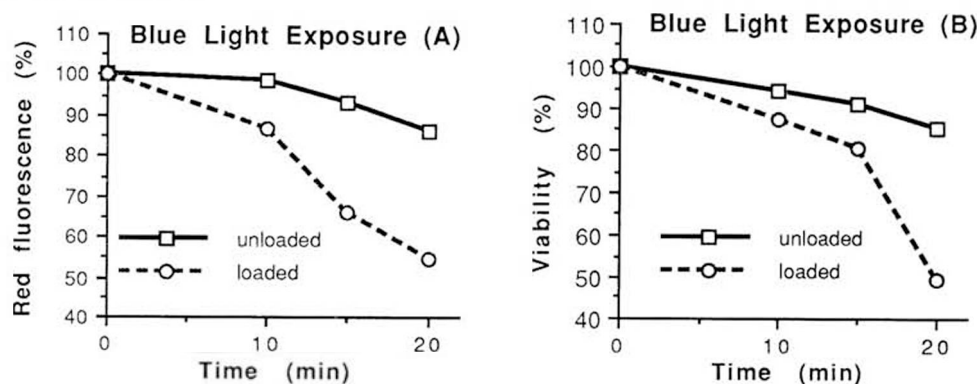 Blue Light Exposure (A)
Red fluorescence (%)
110
100
90
80
70
60
50
40
unloaded
loaded
0
10
20
Time (min)
Blue Light Exposure (B)
Viability (%)
110
100
90
80
70
60
50
40
unloaded
loaded
0
10
20
Time (min)